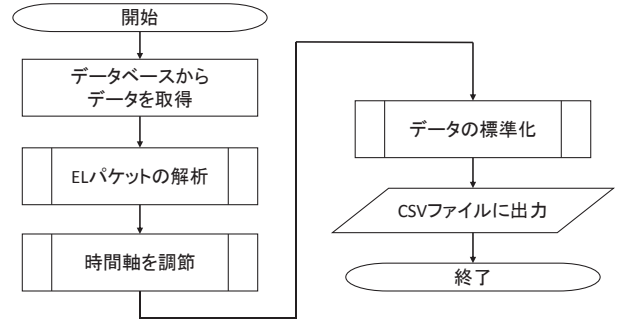 開始
データベースから
データを取得
ELパケットの解析
時間軸を調節
データの標準化
CSVファイルに出力
終了